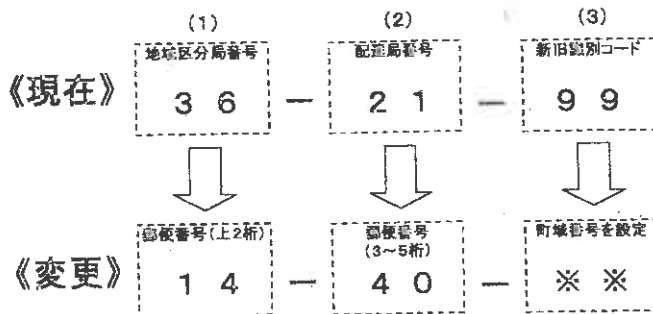 (1) (2) (3)
地域区分局番号 配達局番号 新旧識別コード
《現在》 3 6 － 2 1 － 9 9
郵便番号(上2桁) 郵便番号 町域番号を設定
(3～5桁)
《変更》 1 4 － 4 0 － ※ ※